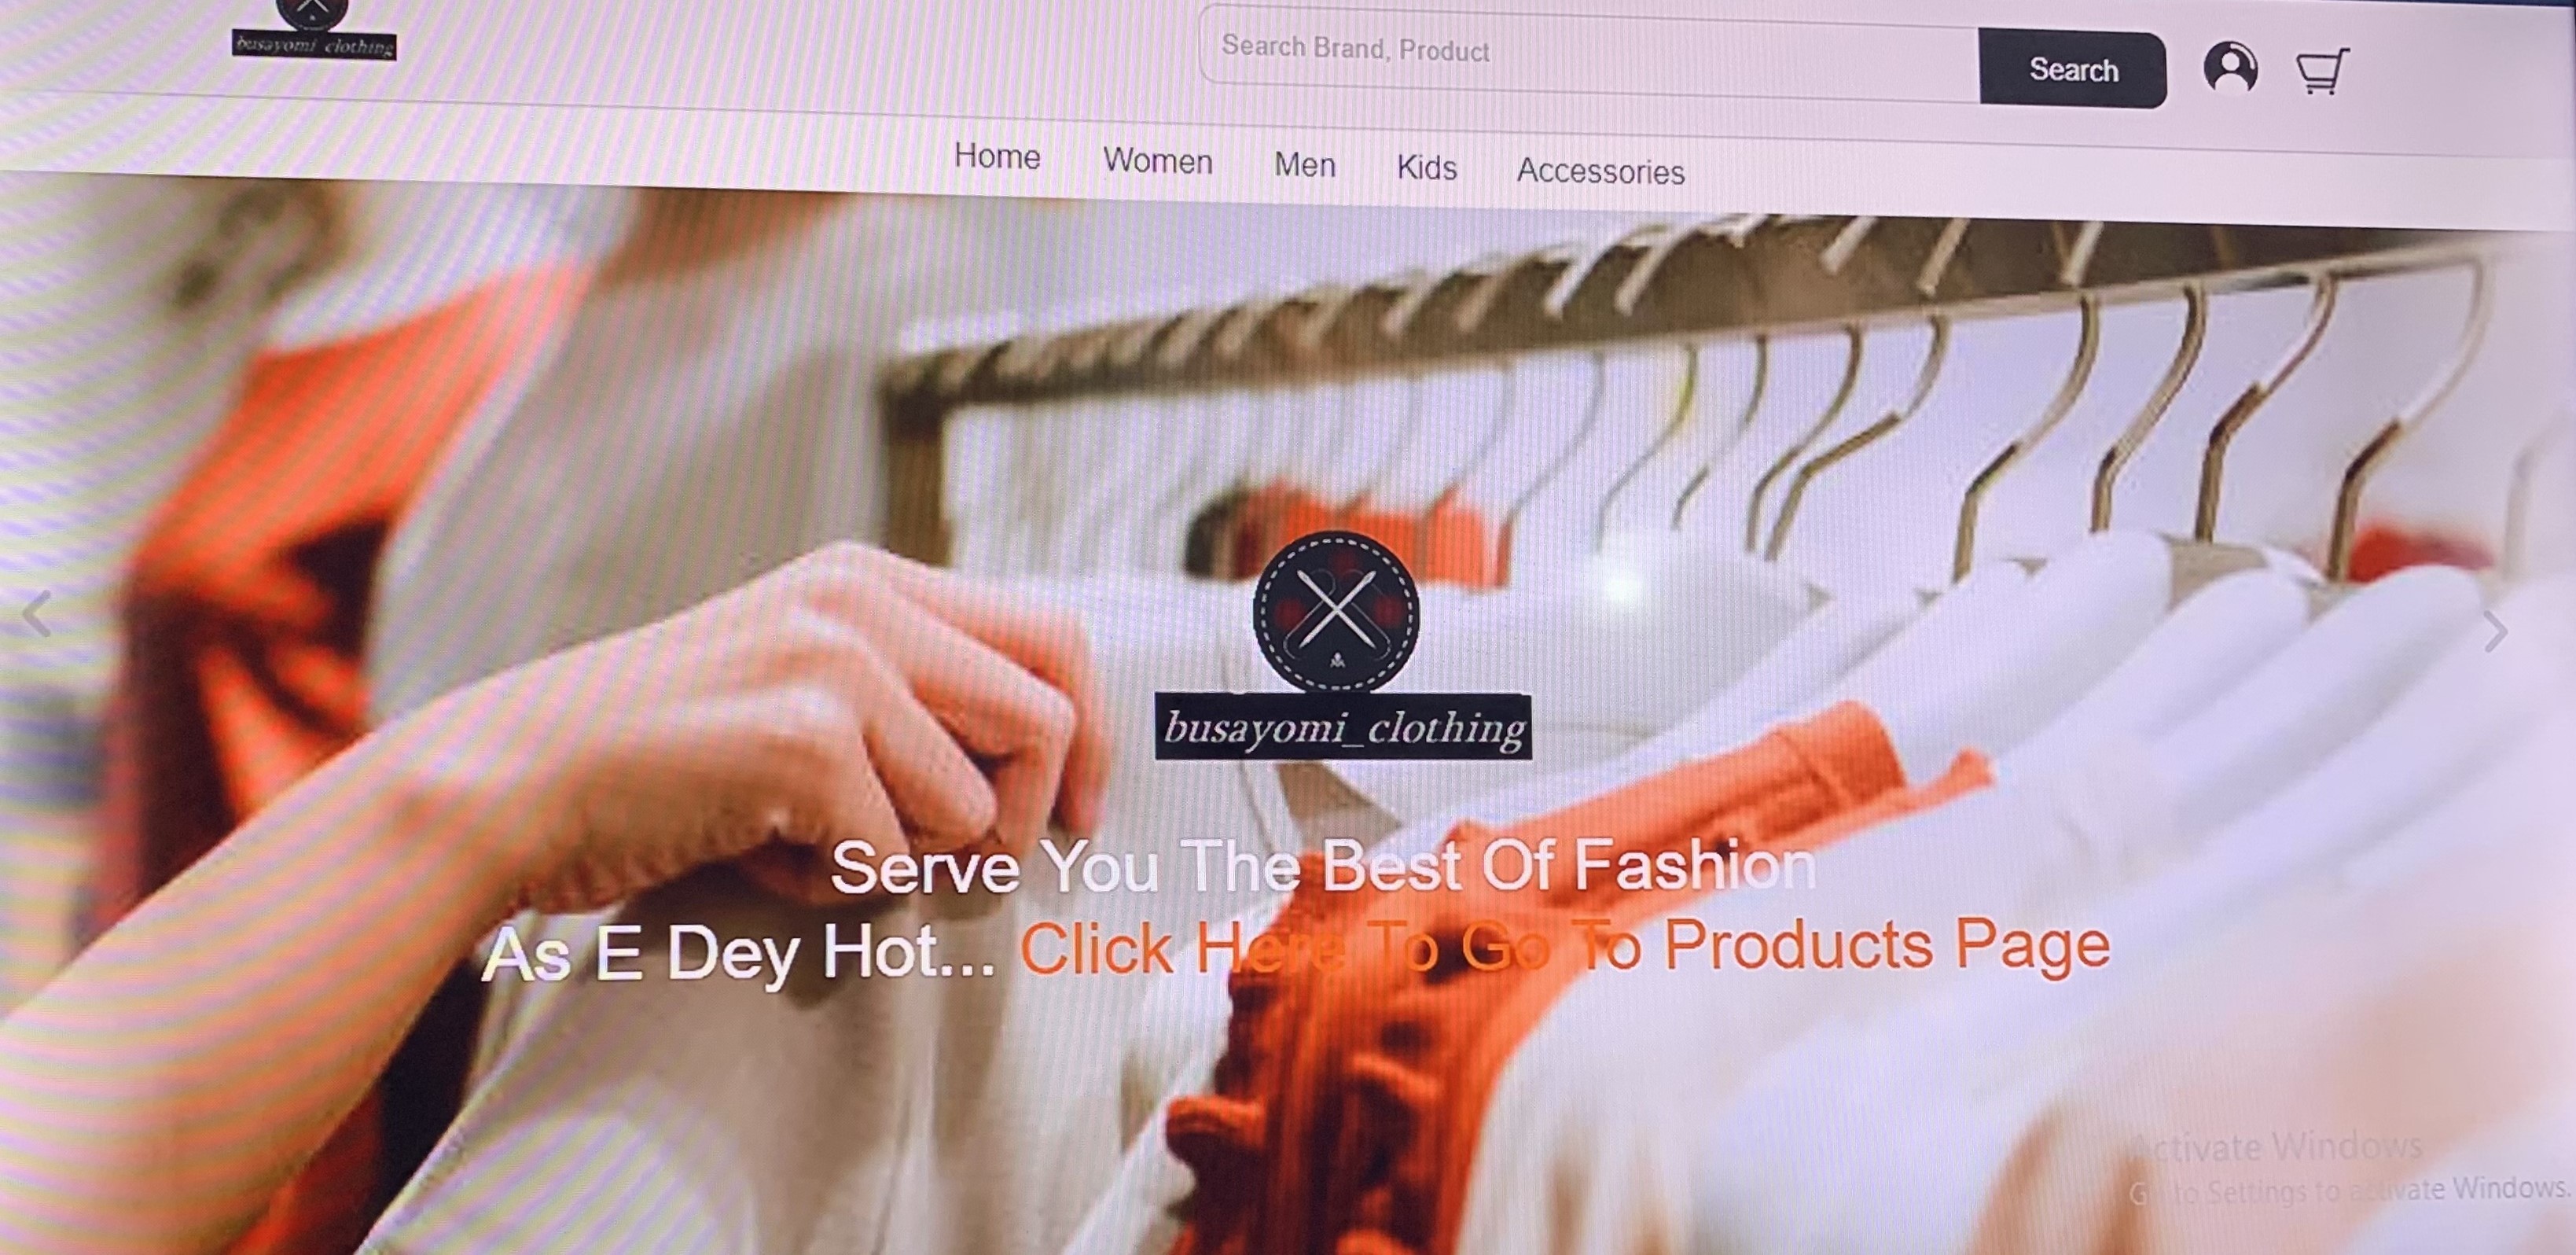 busayomi_clothing
Search Brand, Product
Search
Home Women Men Kids Accessories
busayomi_clothing
Serve You The Best Of Fashion
As E Dey Hot... Click Here To Go To Products Page
Activate Windows
Go to Settings to activate Windows.